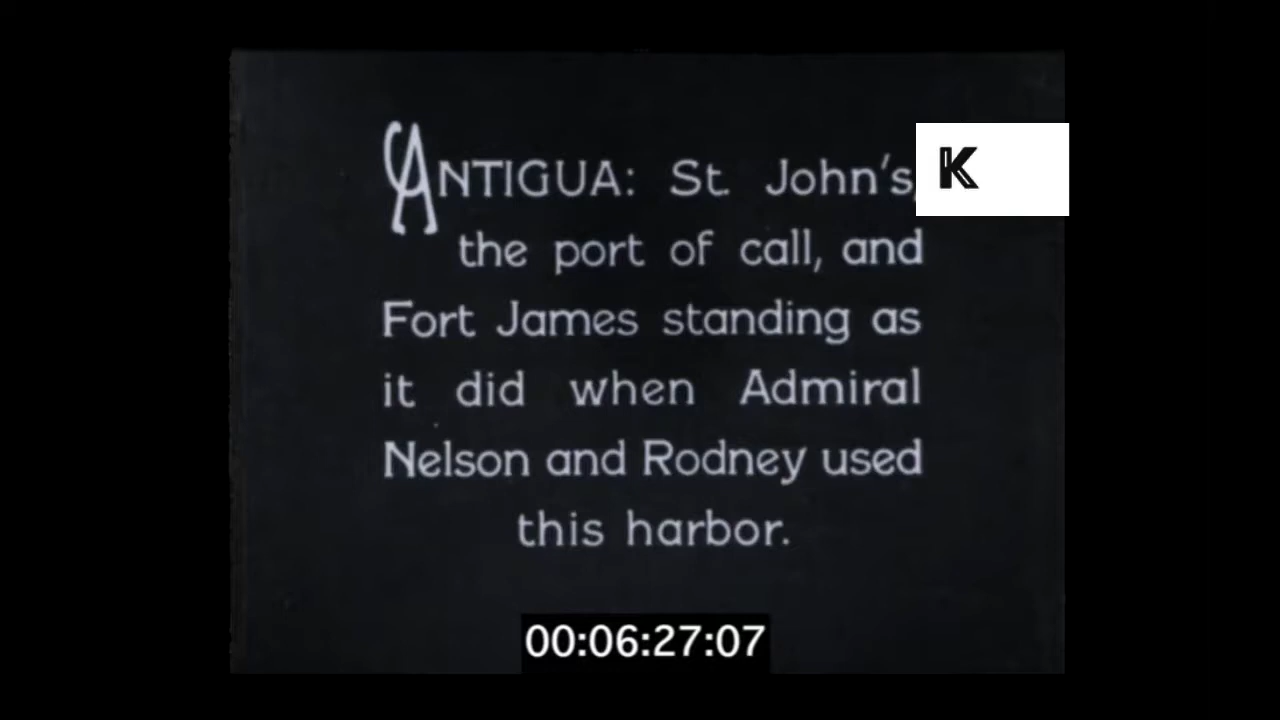 ANTIGUA: St. John's,
K
the port of call, and
Fort James standing as
it did when Admiral
Nelson and Rodney used
this harbor.
00:06:27:07